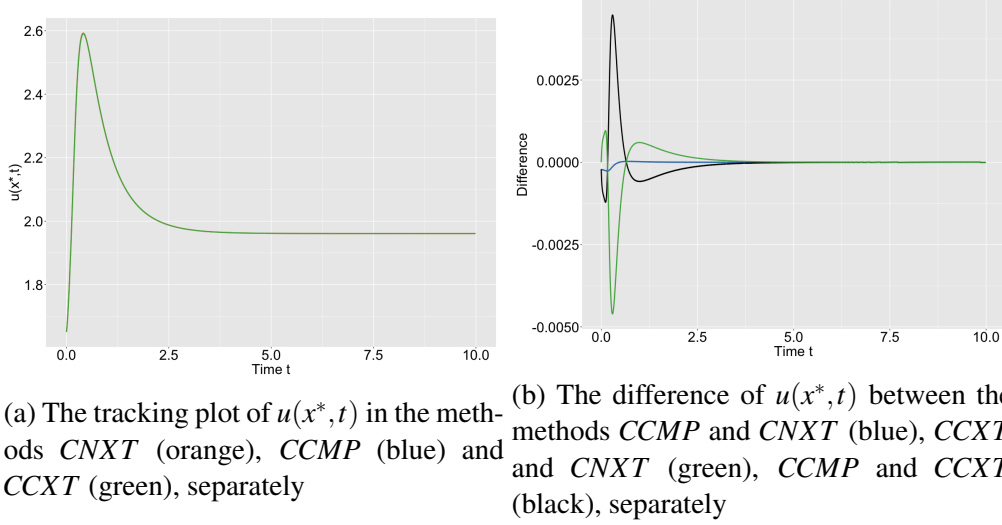 2.6
2.4
2.2
2.0
1.8
u(x*,t)
0.0
2.5
5.0
7.5
10.0
Time t
0.0025
0.0000
-0.0025
-0.0050
Difference
0.0
2.5
5.0
7.5
10.0
Time t
(a) The tracking plot of u(x*,t) in the meth-
ods CNXT (orange), CCMP (blue) and
CCXT (green), separately
(b) The difference of u(x*,t) between the
methods CCMP and CNXT (blue), CCXT
and CNXT (green), CCMP and CCXT
(black), separately